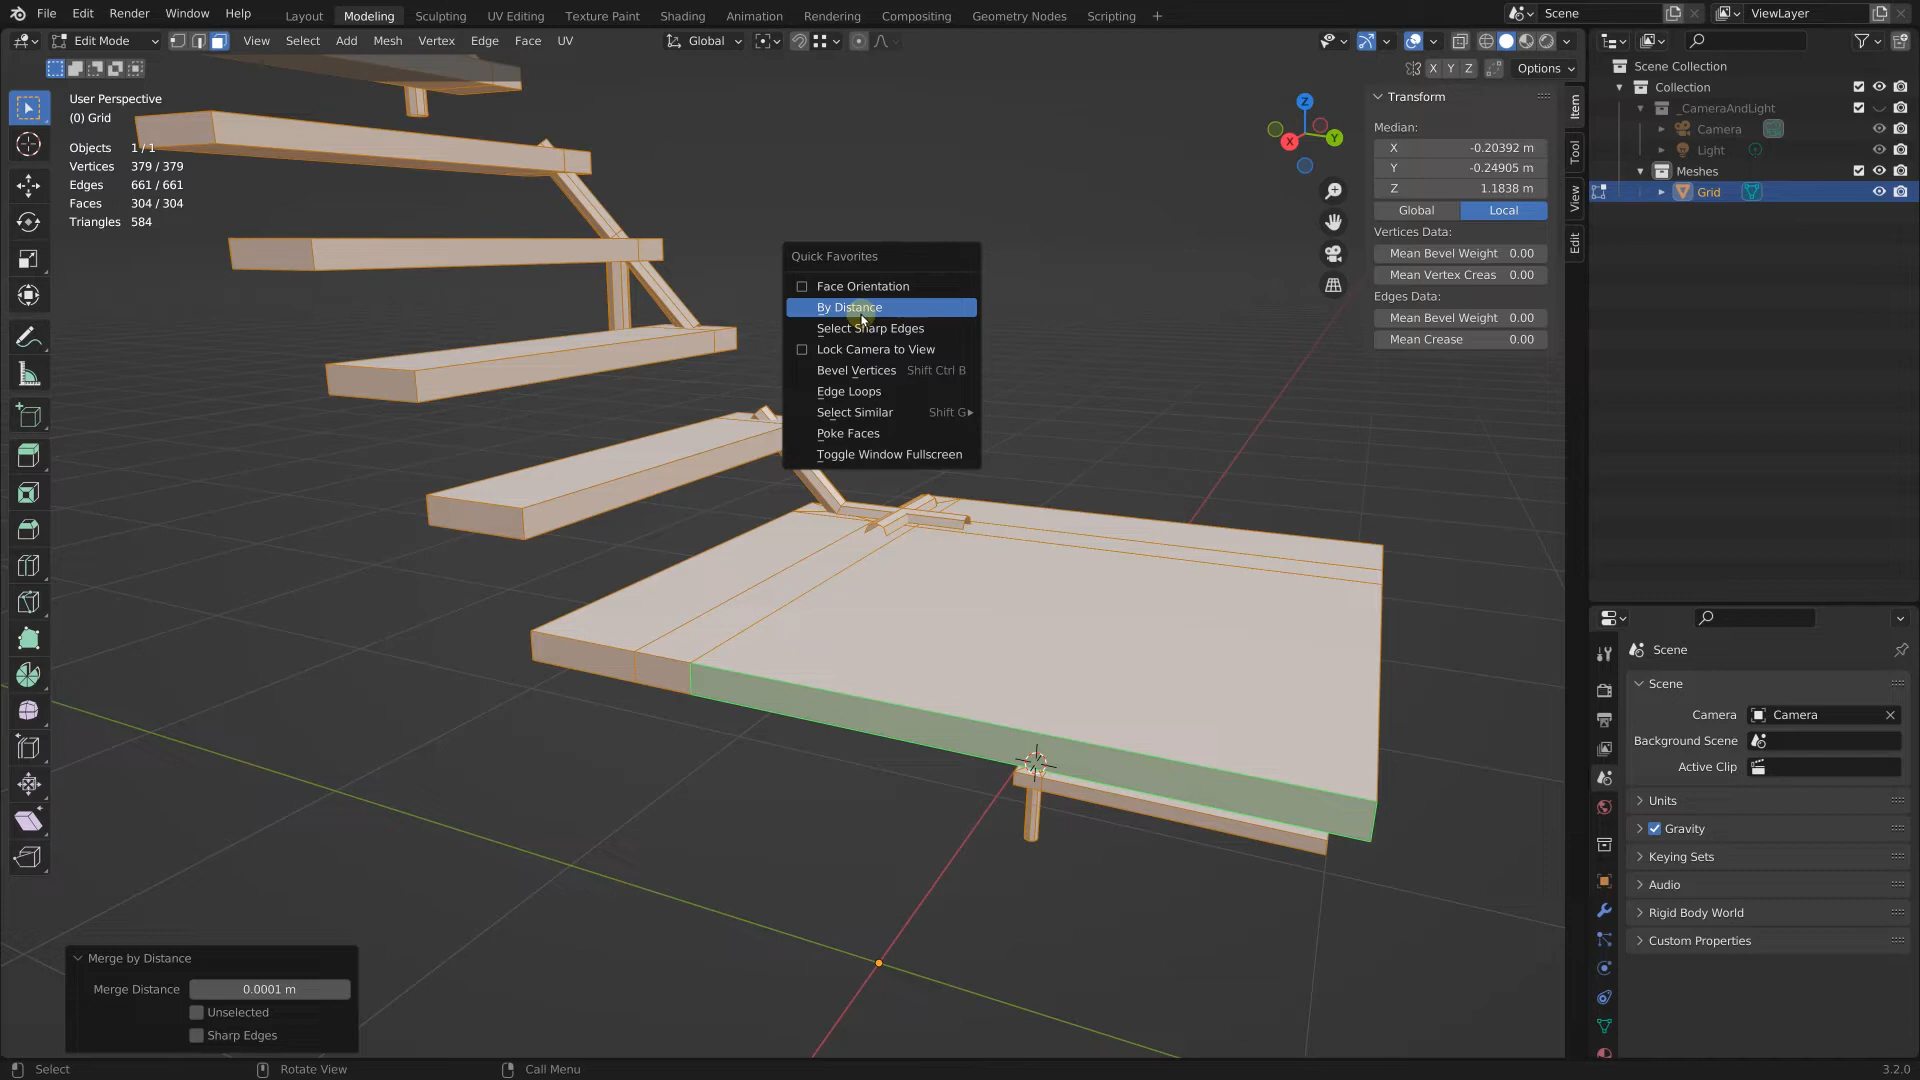 File Edit Render Window Help Layout Modeling Sculpting UV Editing Texture Paint Shading Animation Rendering Compositing Geometry Nodes Scripting + Scene ViewLayer
Edit Mode View Select Add Mesh Vertex Edge Face UV Global
X Y Z Options
User Perspective
(0) Grid
Objects 1 / 1
Vertices 379 / 379
Edges 661 / 661
Faces 304 / 304
Triangles 584
Z
X
Y
Quick Favorites
Face Orientation
By Distance
Select Sharp Edges
Lock Camera to View
Bevel Vertices Shift Ctrl B
Edge Loops
Select Similar Shift G
Poke Faces
Toggle Window Fullscreen
Transform
Median:
X -0.20392 m
Y -0.24905 m
Z 1.1838 m
Global Local
Vertices Data:
Mean Bevel Weight 0.00
Mean Vertex Creas 0.00
Edges Data:
Mean Bevel Weight 0.00
Mean Crease 0.00
Item
Tool
View
Edit
Scene Collection
Collection
_CameraAndLight
Camera
Light
Meshes
Grid
Scene
Scene
Camera Camera
Background Scene
Active Clip
Units
Gravity
Keying Sets
Audio
Rigid Body World
Custom Properties
Merge by Distance
Merge Distance 0.0001 m
Unselected
Sharp Edges
Select Rotate View Call Menu 3.2.0